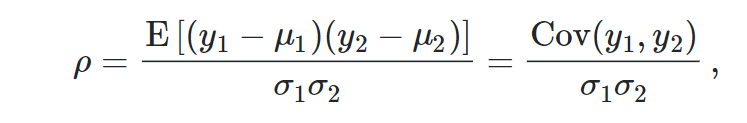 ρ = E [(y₁ − μ₁)(y₂ − μ₂)] / σ₁σ₂ = Cov(y₁, y₂) / σ₁σ₂ ,